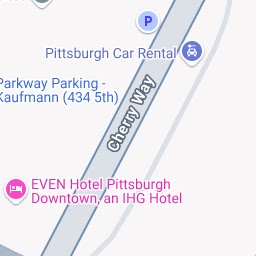 P
Pittsburgh Car Rental
Parkway Parking -
Kaufmann (434 5th)
Cherry Way
EVEN Hotel Pittsburgh
Downtown, an IHG Hotel